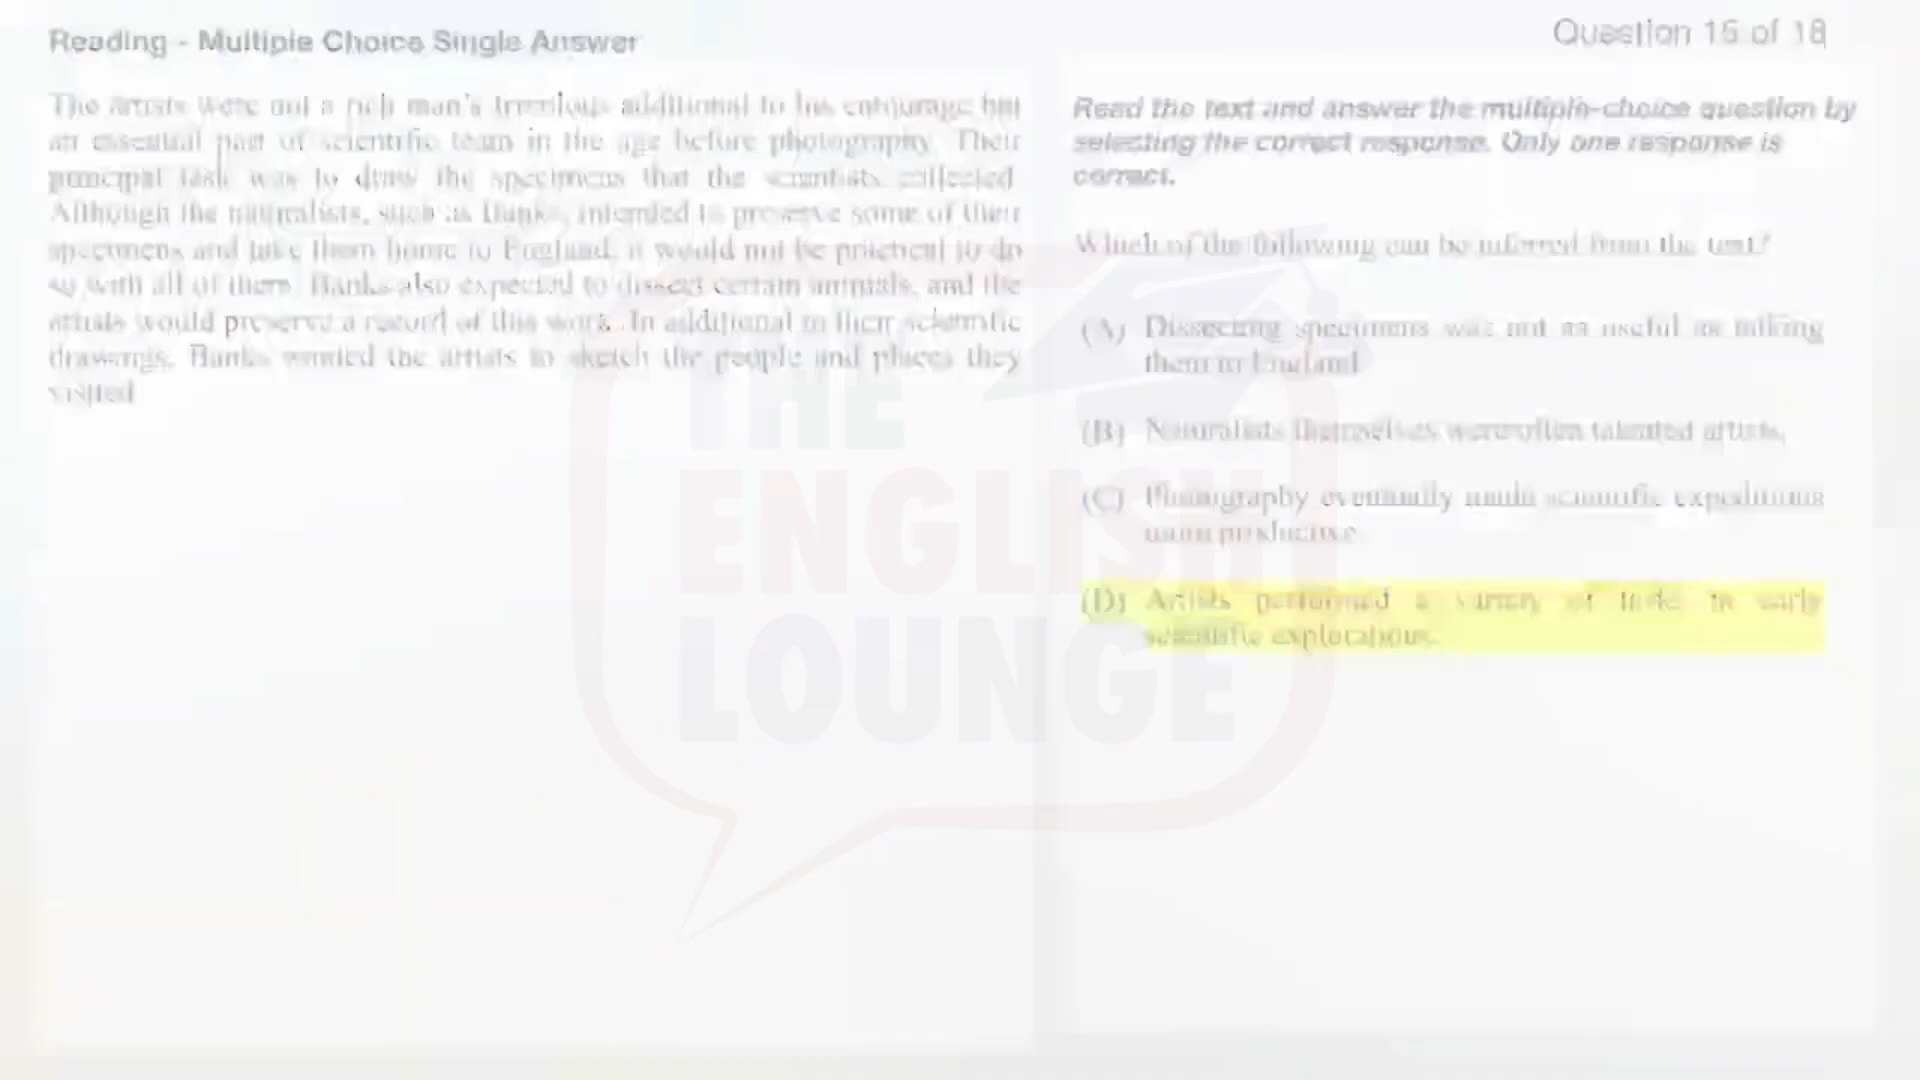 Reading - Multiple Choice Single Answer
Question 15 of 18
The artists were not a rich man's frivolous additional to his entourage but
an essential part of scientific team in the age before photography. Their
principal task was to draw the specimens that the scientists collected.
Although the naturalists, such as Banks, intended to preserve some of their
specimens and take them home to England, it would not be practical to do
so with all of them. Banks also expected to dissect certain animals, and the
artists would preserve a record of this work. In additional to their scientific
drawings, Banks wanted the artists to sketch the people and places they
visited
Read the text and answer the multiple-choice question by
selecting the correct response. Only one response is
correct.
Which of the following can be inferred from the text?
(A) Dissecting specimens was not as useful as taking
them to England
(B) Naturalists themselves were often talented artists.
(C) Photography eventually made scientific expeditions
more productive.
(D) Artists performed a variety of tasks in early
scientific explorations.
THE
ENGLISH
LOUNGE